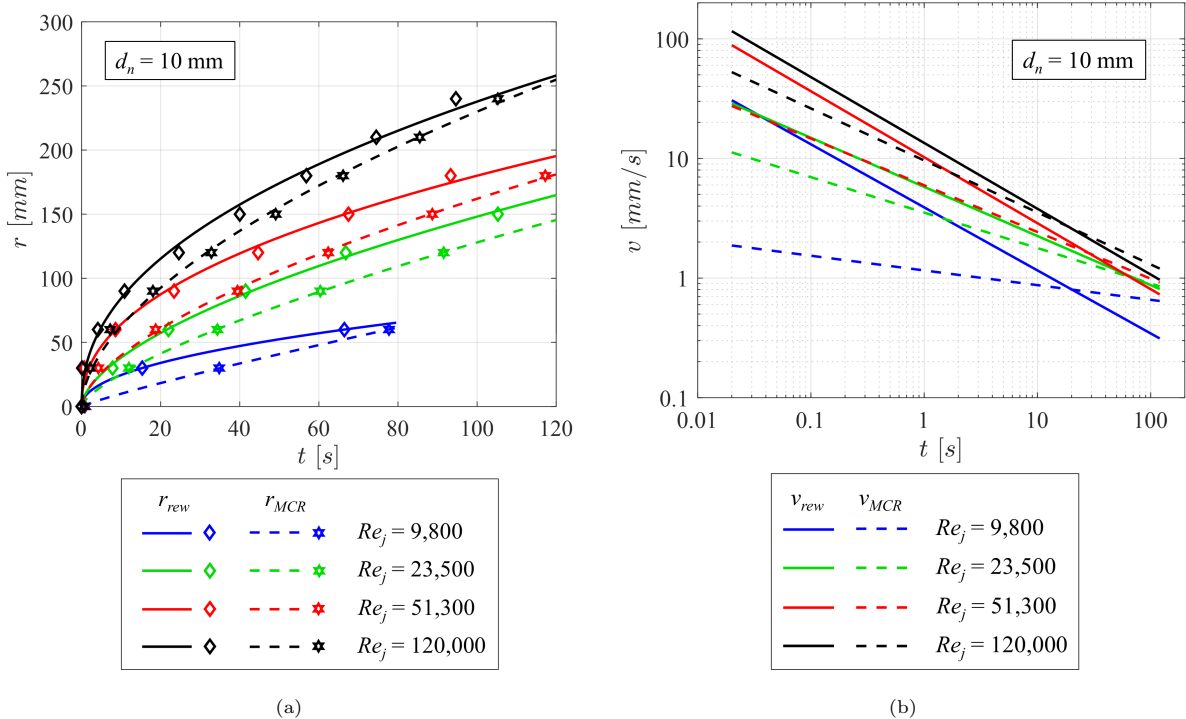 300
250
200
150
100
50
0
r [mm]
d_n = 10 mm
0 20 40 60 80 100 120
t [s]
r_rew r_MCR
Re_j = 9,800
Re_j = 23,500
Re_j = 51,300
Re_j = 120,000
(a)
100
10
1
0.1
v [mm/s]
d_n = 10 mm
0.01 0.1 1 10 100
t [s]
v_rew v_MCR
Re_j = 9,800
Re_j = 23,500
Re_j = 51,300
Re_j = 120,000
(b)